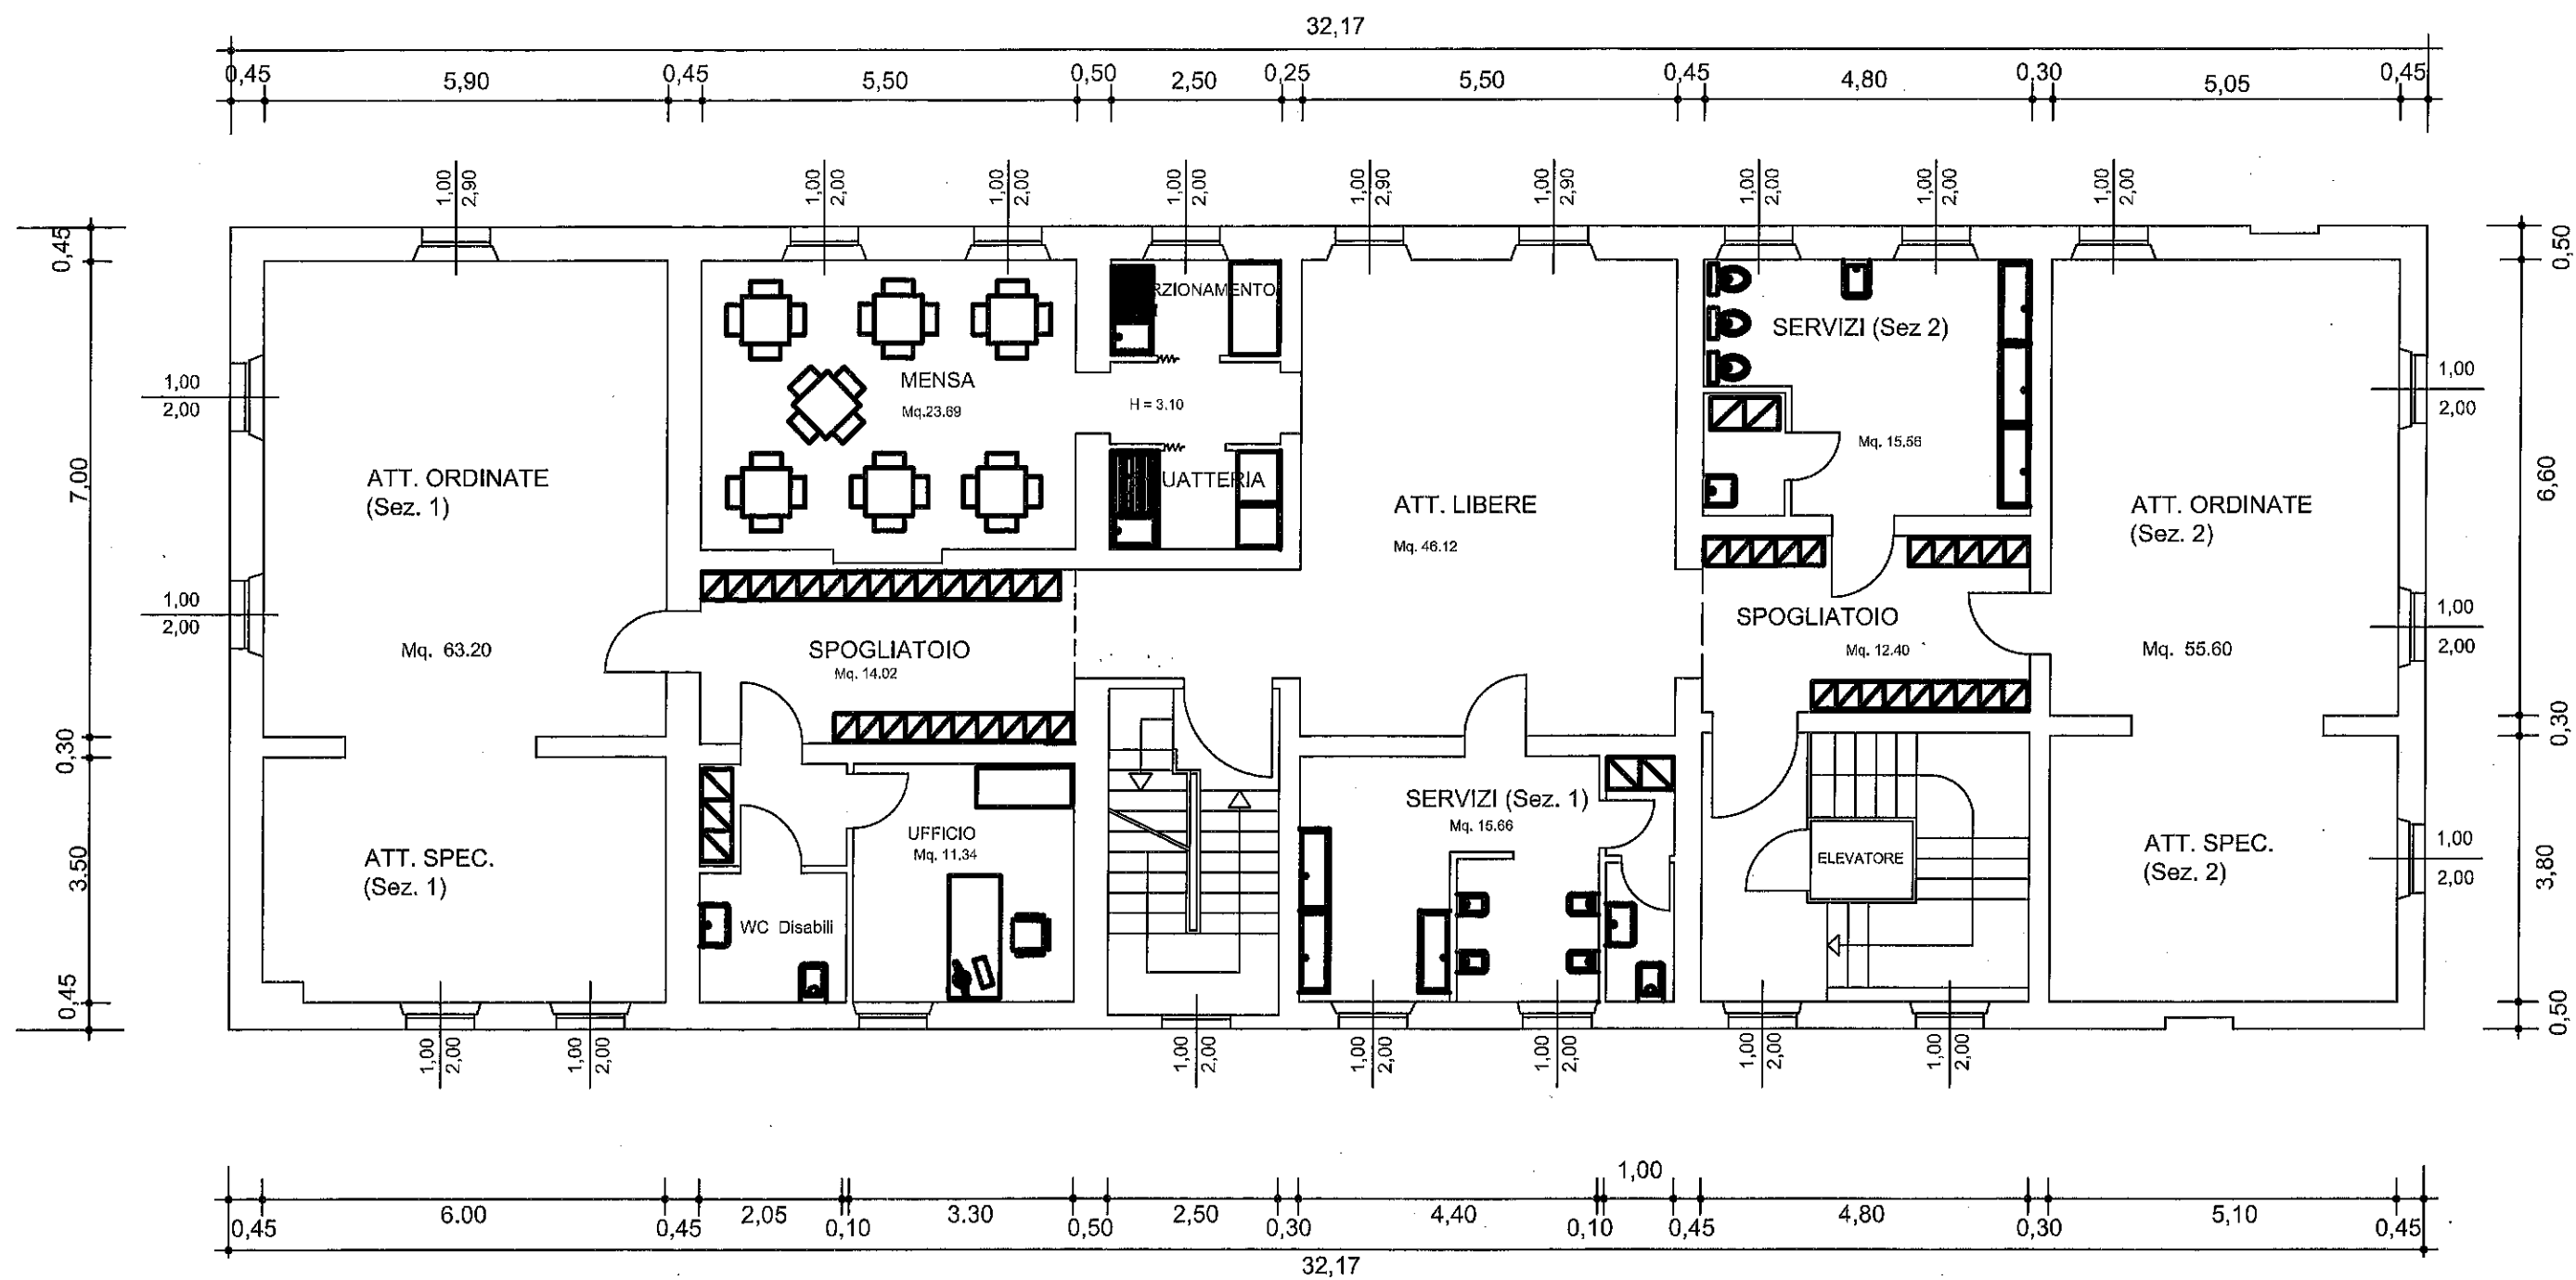 32,17
0,45 5,90 0,45 5,50 0,50 2,50 0,25 5,50 0,45 4,80 0,30 5,05 0,45
1,00 2,90
1,00 2,00
1,00 2,00
1,00 2,00
1,00 2,90
1,00 2,90
1,00 2,00
1,00 2,00
1,00 2,00
0,45
7,00
0,30
3.50
0,45
1,00
2,00
1,00
2,00
ATT. ORDINATE
(Sez. 1)
Mq. 63.20
ATT. SPEC.
(Sez. 1)
MENSA
Mq.23.69
RZIONAMENTO
H = 3.10
UATTERIA
SPOGLIATOIO
Mq. 14.02
UFFICIO
Mq. 11.34
WC Disabili
ATT. LIBERE
Mq. 46.12
SERVIZI (Sez. 1)
Mq. 15.66
SERVIZI (Sez 2)
Mq. 15.56
SPOGLIATOIO
Mq. 12.40
ELEVATORE
ATT. ORDINATE
(Sez. 2)
Mq. 55.60
ATT. SPEC.
(Sez. 2)
1,00
2,00
1,00
2,00
1,00
2,00
0,50
6,60
0,30
3,80
0,50
1,00 2,00
1,00 2,00
1,00 2,00
1,00 2,00
1,00 2,00
1,00 2,00
1,00 2,00
1,00
0,45 6.00 0,45 2,05 0,10 3.30 0,50 2,50 0,30 4,40 0,10 0,45 4,80 0,30 5,10 0,45
32,17